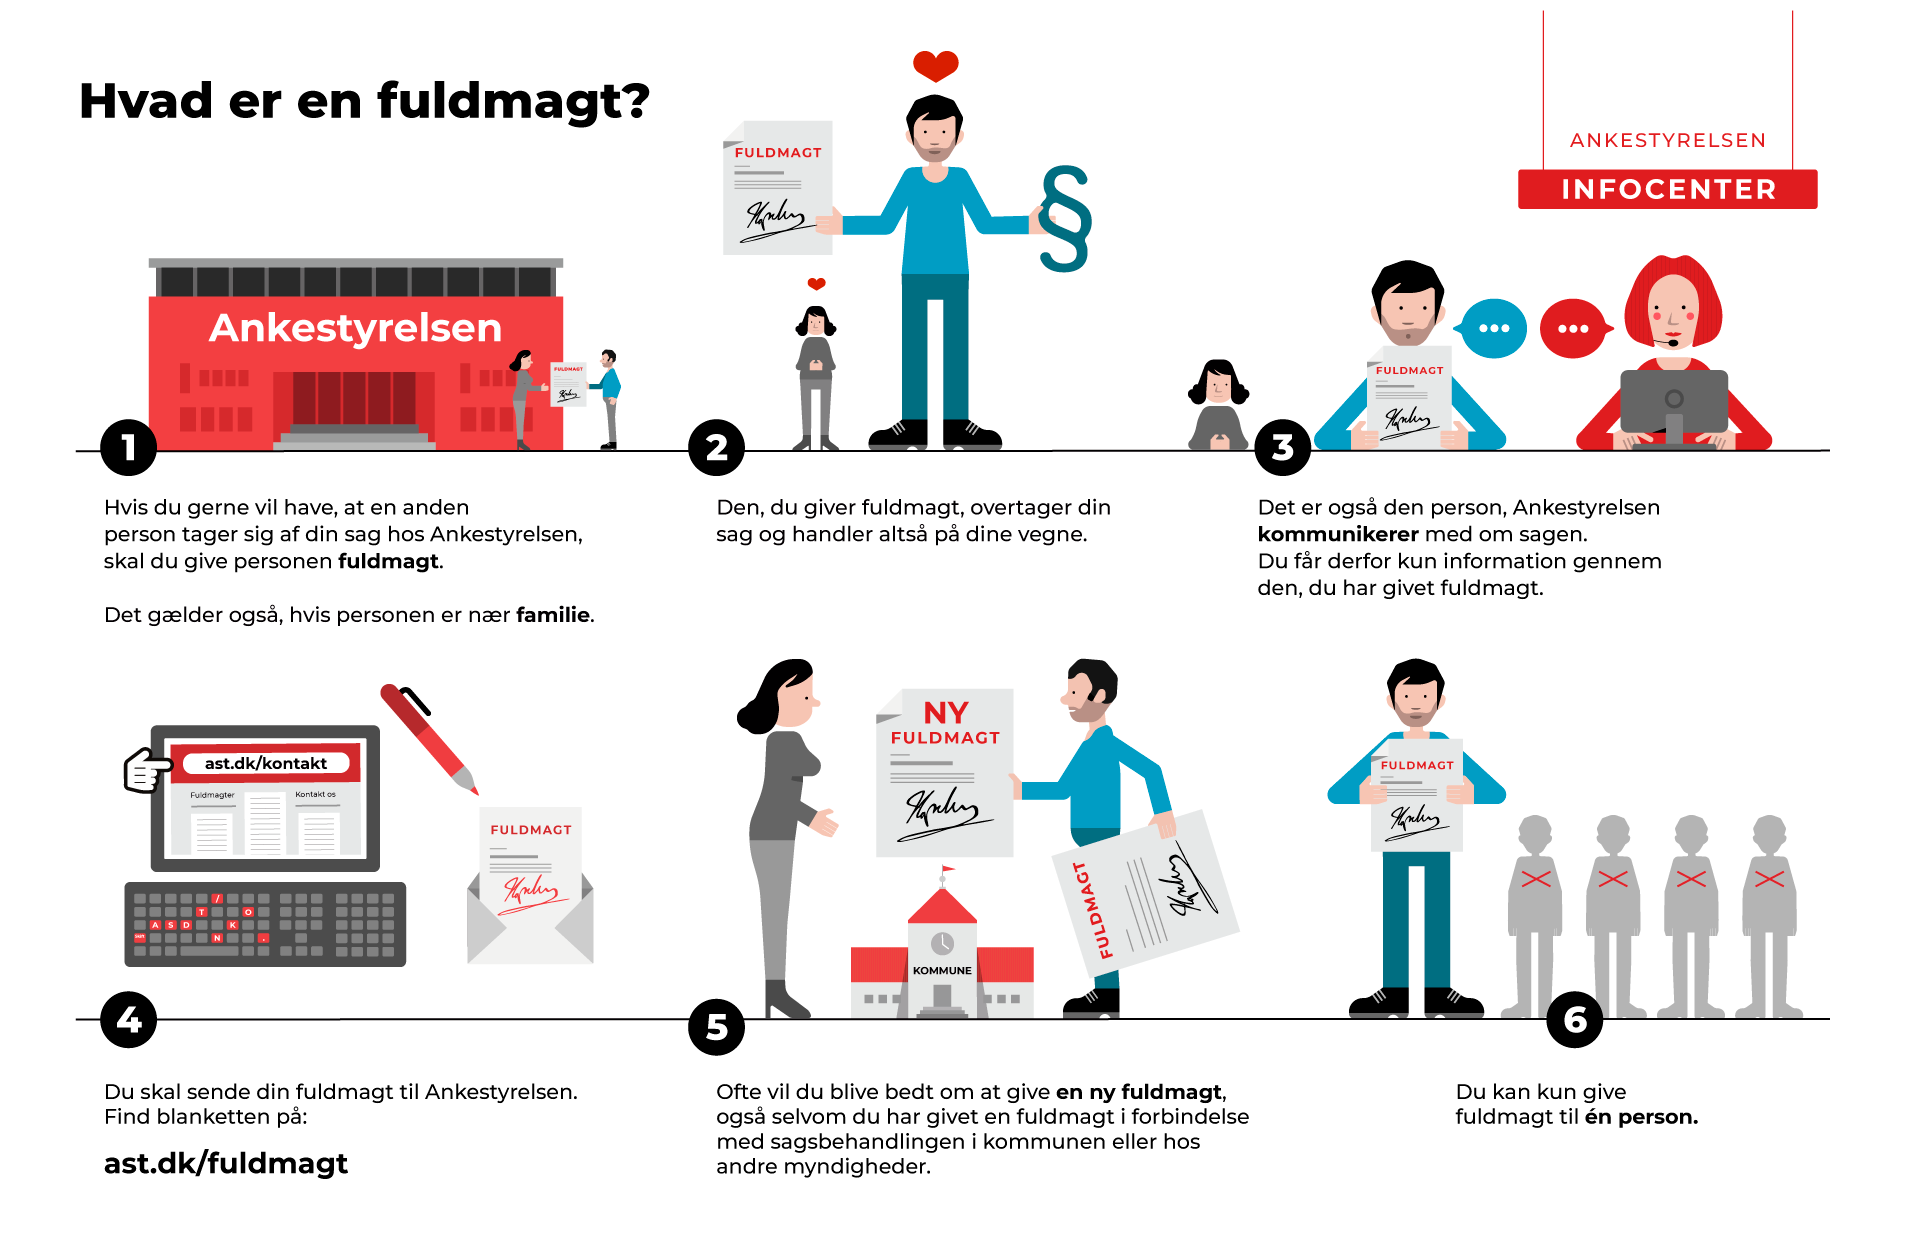 Hvad er en fuldmagt?
ANKESTYRELSEN
INFOCENTER
Ankestyrelsen
FULDMAGT
1
FULDMAGT
2
FULDMAGT
3
Hvis du gerne vil have, at en anden
person tager sig af din sag hos Ankestyrelsen,
skal du give personen fuldmagt.
Det gælder også, hvis personen er nær familie.
Den, du giver fuldmagt, overtager din
sag og handler altså på dine vegne.
Det er også den person, Ankestyrelsen
kommunikerer med om sagen.
Du får derfor kun information gennem
den, du har givet fuldmagt.
ast.dk/kontakt
Fuldmagter
Kontakt os
/
T O
A S D K
N .
FULDMAGT
4
NY
FULDMAGT
FULDMAGT
KOMMUNE
5
FULDMAGT
6
Du skal sende din fuldmagt til Ankestyrelsen.
Find blanketten på:
ast.dk/fuldmagt
Ofte vil du blive bedt om at give en ny fuldmagt,
også selvom du har givet en fuldmagt i forbindelse
med sagsbehandlingen i kommunen eller hos
andre myndigheder.
Du kan kun give
fuldmagt til én person.